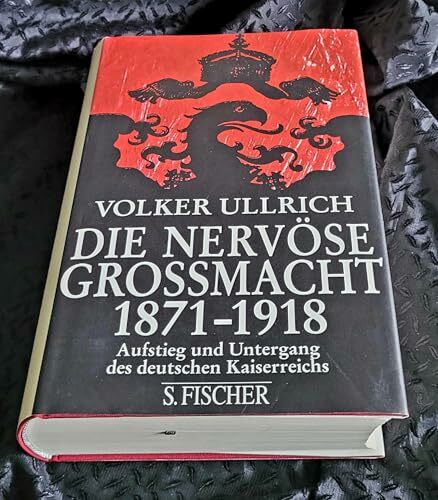 VOLKER ULLRICH
DIE NERVÖSE
GROSSMACHT
1871–1918
Aufstieg und Untergang
des deutschen Kaiserreichs
S. FISCHER